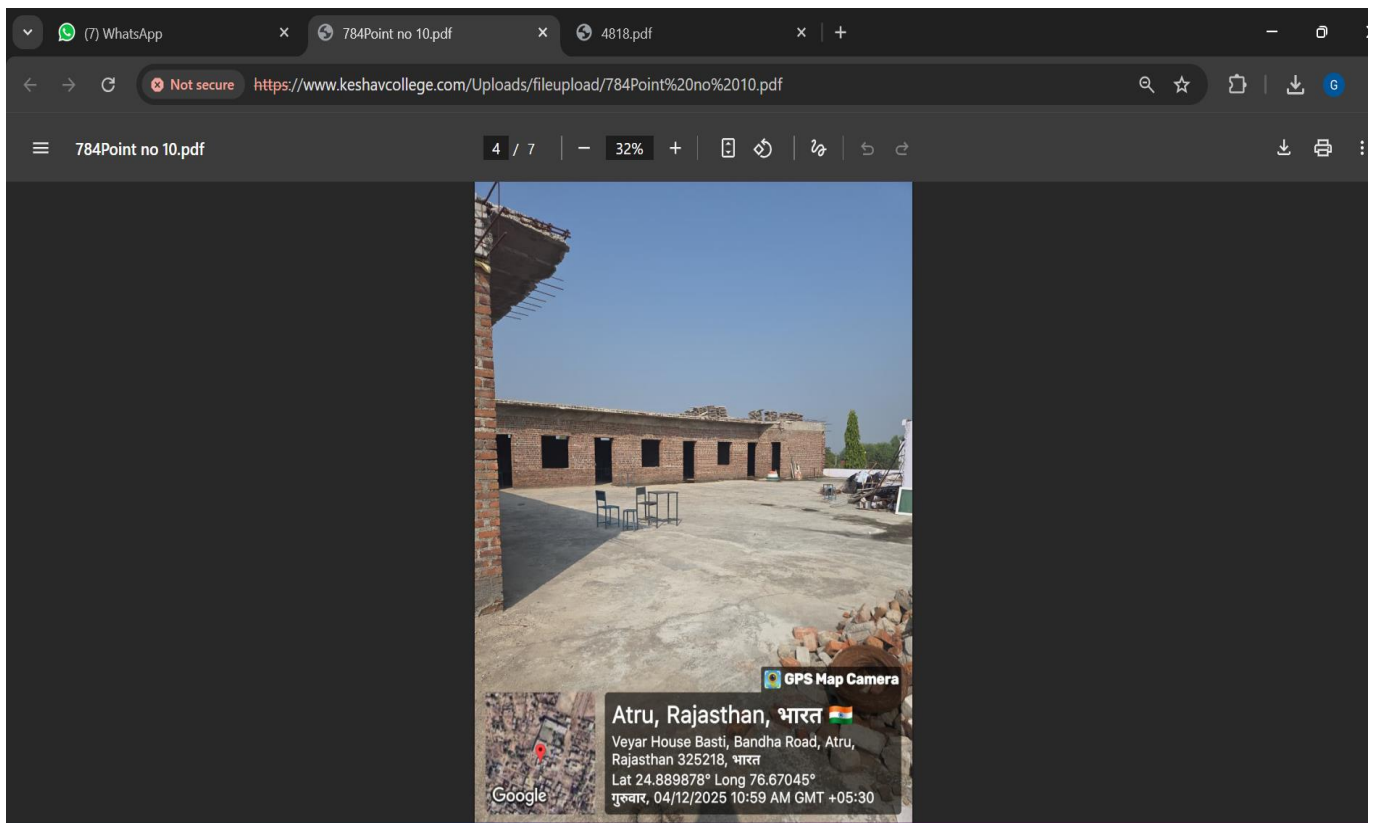 (7) WhatsApp
784Point no 10.pdf
4818.pdf
Not secure https://www.keshavcollege.com/Uploads/fileupload/784Point%20no%2010.pdf
G
784Point no 10.pdf
4 / 7
32%
GPS Map Camera
Google
Atru, Rajasthan, भारत
Veyar House Basti, Bandha Road, Atru,
Rajasthan 325218, भारत
Lat 24.889878° Long 76.67045°
गुरुवार, 04/12/2025 10:59 AM GMT +05:30